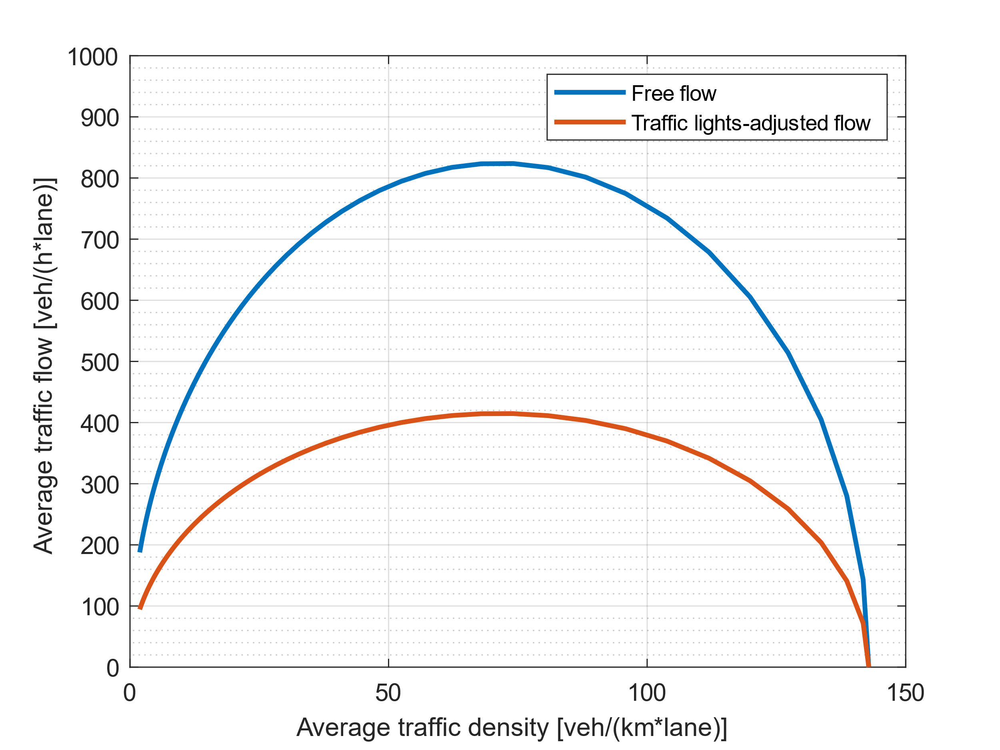 1000
900
800
700
600
500
400
300
200
100
0
0 50 100 150
Average traffic flow [veh/(h*lane)]
Average traffic density [veh/(km*lane)]
Free flow
Traffic lights-adjusted flow